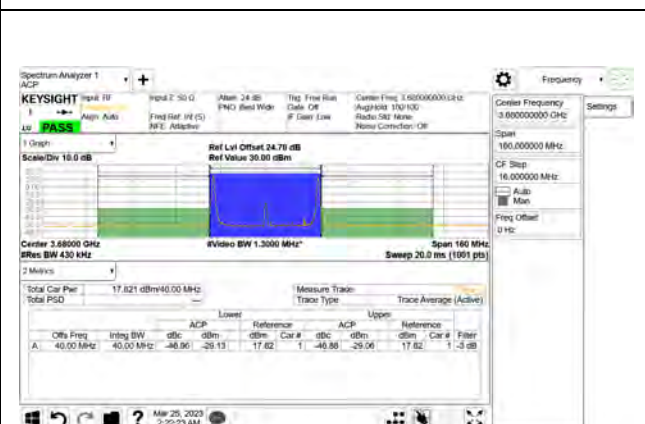 Spectrum Analyzer 1
ACP
Frequency
KEYSIGHT Input: RF
Align: Auto
Input Z: 50 Ω
Freq Ref: Int (S)
NFE: Adaptive
Atten: 24 dB
PNO: Best Wide
Trig: Free Run
Gate: Off
IF Gain: Low
Center Freq: 3.680000000 GHz
Avg|Hold: 100/100
Radio Std: None
Noise Correction: Off
PASS
Center Frequency
3.680000000 GHz
Settings
Span
160.000000 MHz
CF Step
16.000000 MHz
Auto
Man
Freq Offset
0 Hz
1 Graph
Scale/Div 10.0 dB
Ref Lvl Offset 24.70 dB
Ref Value 30.00 dBm
Center 3.68000 GHz
#Res BW 430 kHz
#Video BW 1.3000 MHz*
Span 160 MHz
Sweep 20.0 ms (1001 pts)
2 Metrics
Total Car Pwr 17.821 dBm/40.00 MHz
Total PSD ---
Measure Trace
Trace Type Trace Average (Active)
Lower Upper
ACP Reference ACP Reference
Offs Freq Integ BW dBc dBm dBm Car # dBc dBm dBm Car # Filter
A 40.00 MHz 40.00 MHz -46.96 -29.13 17.82 1 -46.88 -29.06 17.82 1 -3 dB
Mar 25, 2023
2:22:23 AM